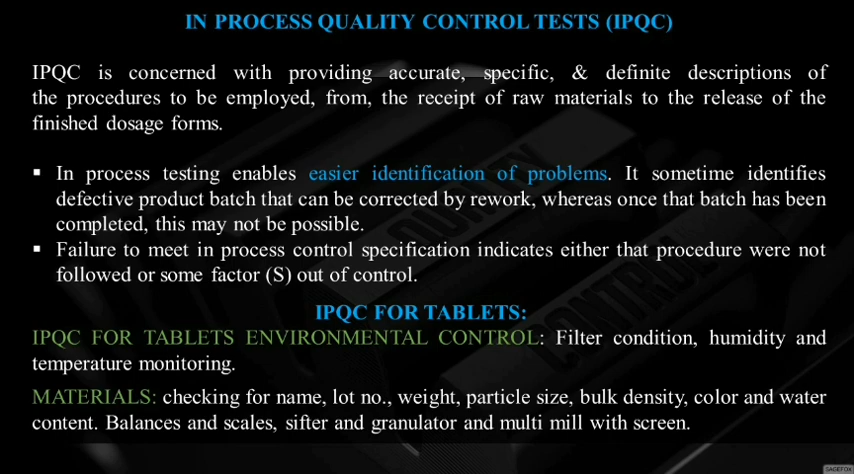 IN PROCESS QUALITY CONTROL TESTS (IPQC)
IPQC is concerned with providing accurate, specific, & definite descriptions of
the procedures to be employed, from, the receipt of raw materials to the release of the
finished dosage forms.
▪ In process testing enables easier identification of problems. It sometime identifies
defective product batch that can be corrected by rework, whereas once that batch has been
completed, this may not be possible.
▪ Failure to meet in process control specification indicates either that procedure were not
followed or some factor (S) out of control.
IPQC FOR TABLETS:
IPQC FOR TABLETS ENVIRONMENTAL CONTROL: Filter condition, humidity and
temperature monitoring.
MATERIALS: checking for name, lot no., weight, particle size, bulk density, color and water
content. Balances and scales, sifter and granulator and multi mill with screen.
QUALITY
CONTROL
SAGEFOX